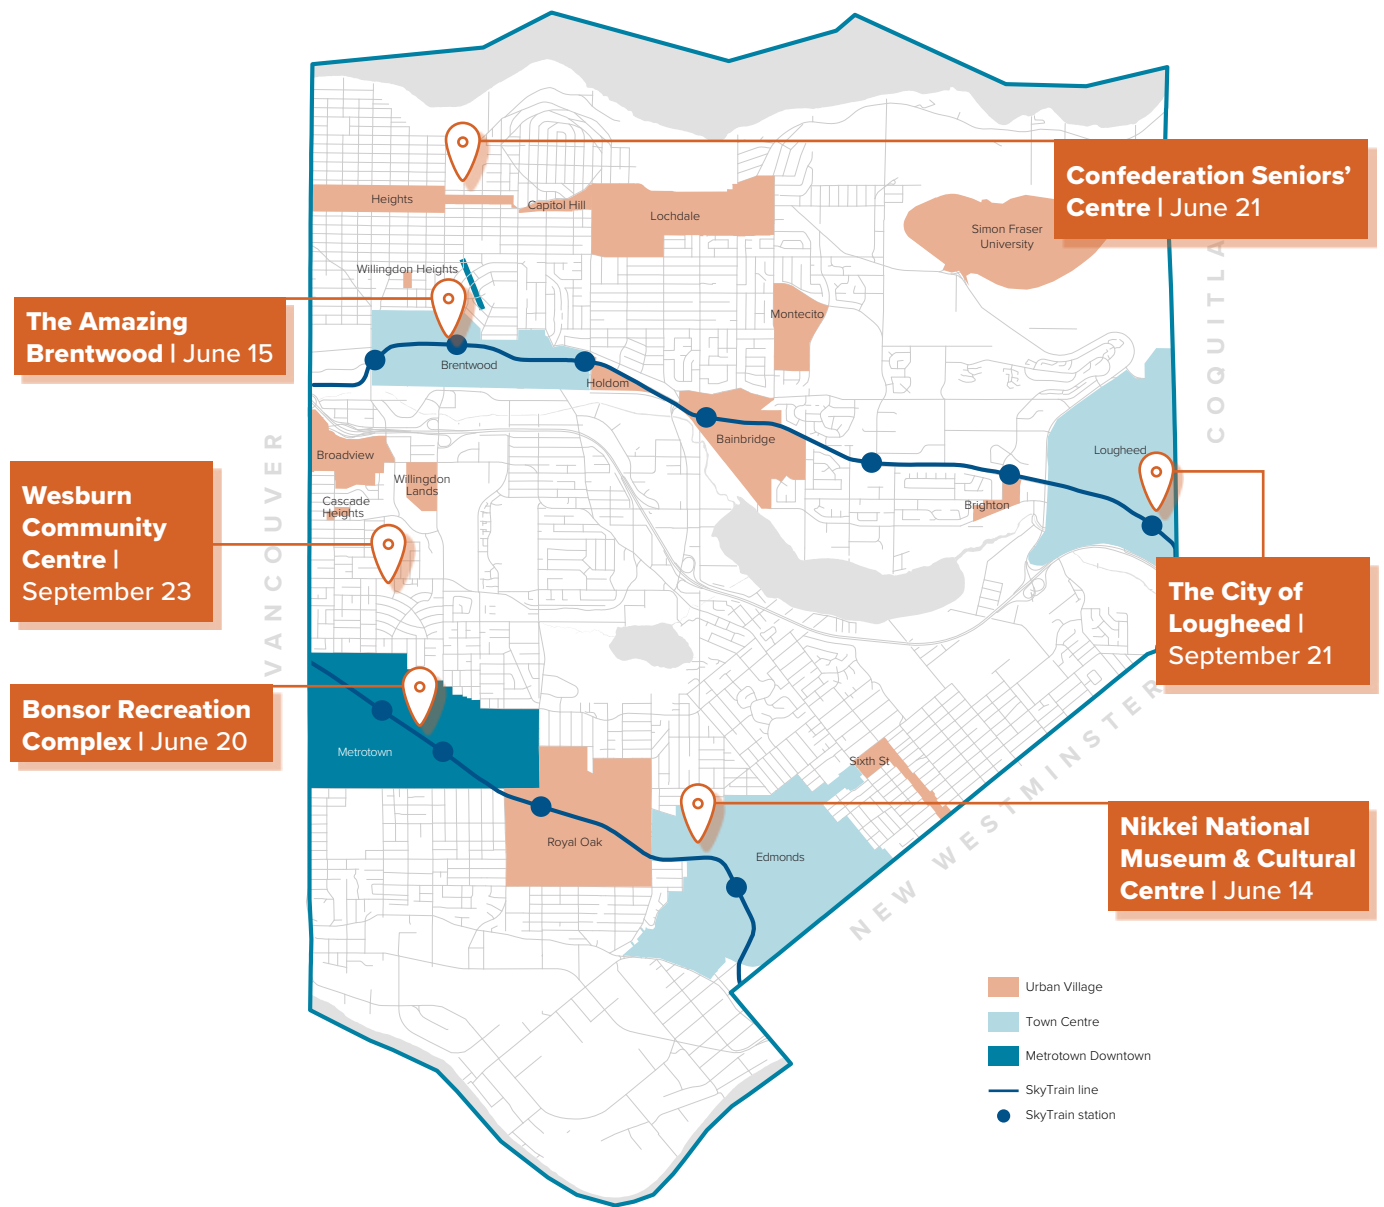 Confederation Seniors’
Centre | June 21
Heights
Capitol Hill
Lochdale
Simon Fraser
University
COQUITLA
Willingdon Heights
The Amazing
Brentwood | June 15
Montecito
Brentwood
Holdom
Bainbridge
Lougheed
VANCOUVER
Broadview
Willingdon
Lands
Cascade
Heights
Brighton
Wesburn
Community
Centre |
September 23
The City of
Lougheed |
September 21
Bonsor Recreation
Complex | June 20
Metrotown
NEW WESTMINSTER
Sixth St
Royal Oak
Edmonds
Nikkei National
Museum & Cultural
Centre | June 14
Urban Village
Town Centre
Metrotown Downtown
SkyTrain line
SkyTrain station